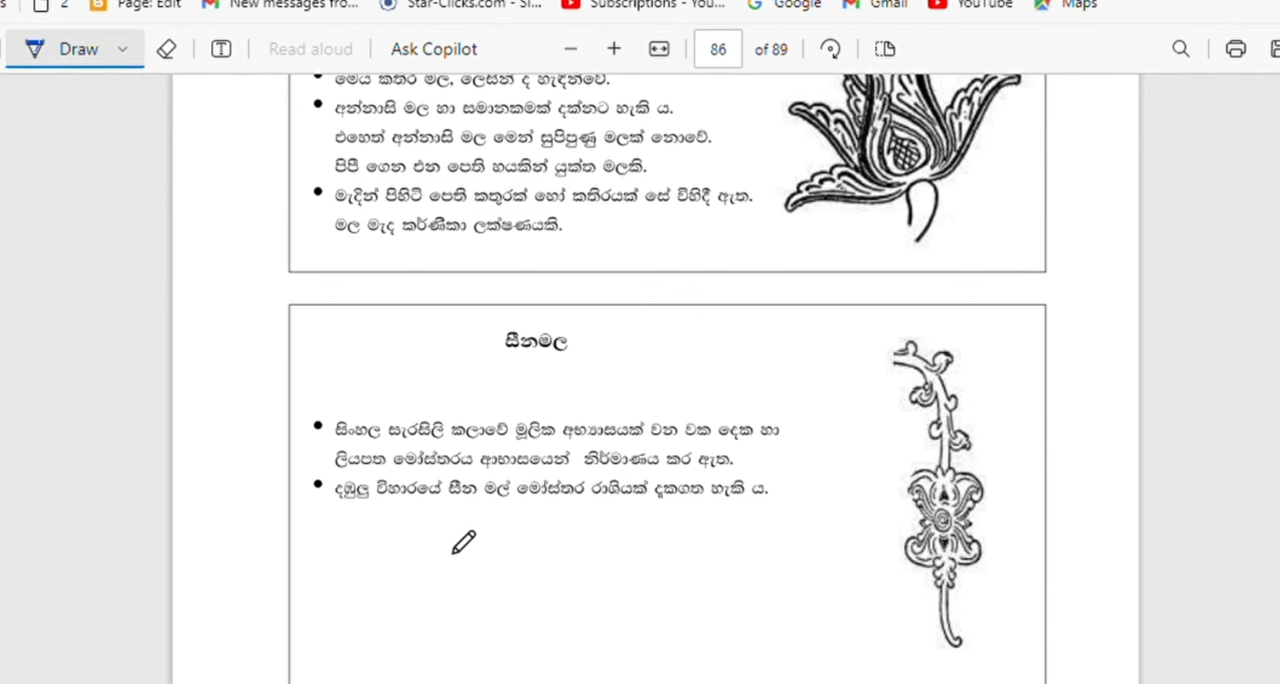 2 Page: Edit New messages fro... Star-Clicks.com - Si... Subscriptions - You... Google Gmail YouTube Maps
Draw Read aloud Ask Copilot 86 of 89
මෙය කතර මල, ලෙසත් ද හැඳින්වේ.
අන්නාසි මල හා සමානකමක් දක්නට හැකි ය.
එහෙත් අන්නාසි මල මෙන් සුපිපුණු මලක් නොවේ.
පිපී ගෙන එන පෙති හයකින් යුක්ත මලකි.
මැදින් පිහිටි පෙති කතුරක් හෝ කතිරයක් සේ විහිදී ඇත.
මල මැද කර්ණිකා ලක්ෂණයකි.
සීනමල
සිංහල සැරසිලි කලාවේ මූලික අභ්‍යාසයක් වන වක දෙක හා
ලියපත මෝස්තරය ආභාසයෙන් නිර්මාණය කර ඇත.
දඹුලු විහාරයේ සීන මල් මෝස්තර රාශියක් දැකගත හැකි ය.